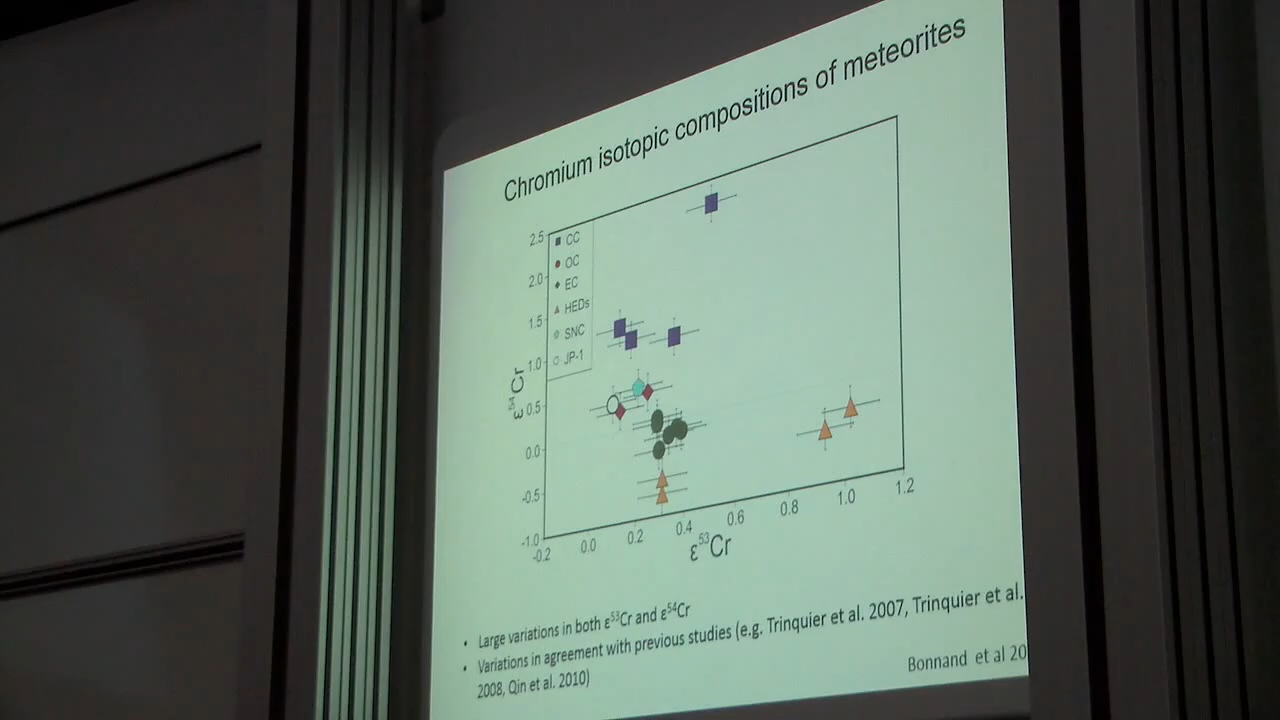 Chromium isotopic compositions of meteorites
2.5
2.0
1.5
1.0
0.5
0.0
-0.5
-1.0
CC
OC
EC
HEDs
SNC
JP-1
ε54Cr
-0.2 0.0 0.2 0.4 0.6 0.8 1.0 1.2
ε53Cr
• Large variations in both ε53Cr and ε54Cr
• Variations in agreement with previous studies (e.g. Trinquier et al. 2007, Trinquier et al.
2008, Qin et al. 2010)
Bonnand et al 20